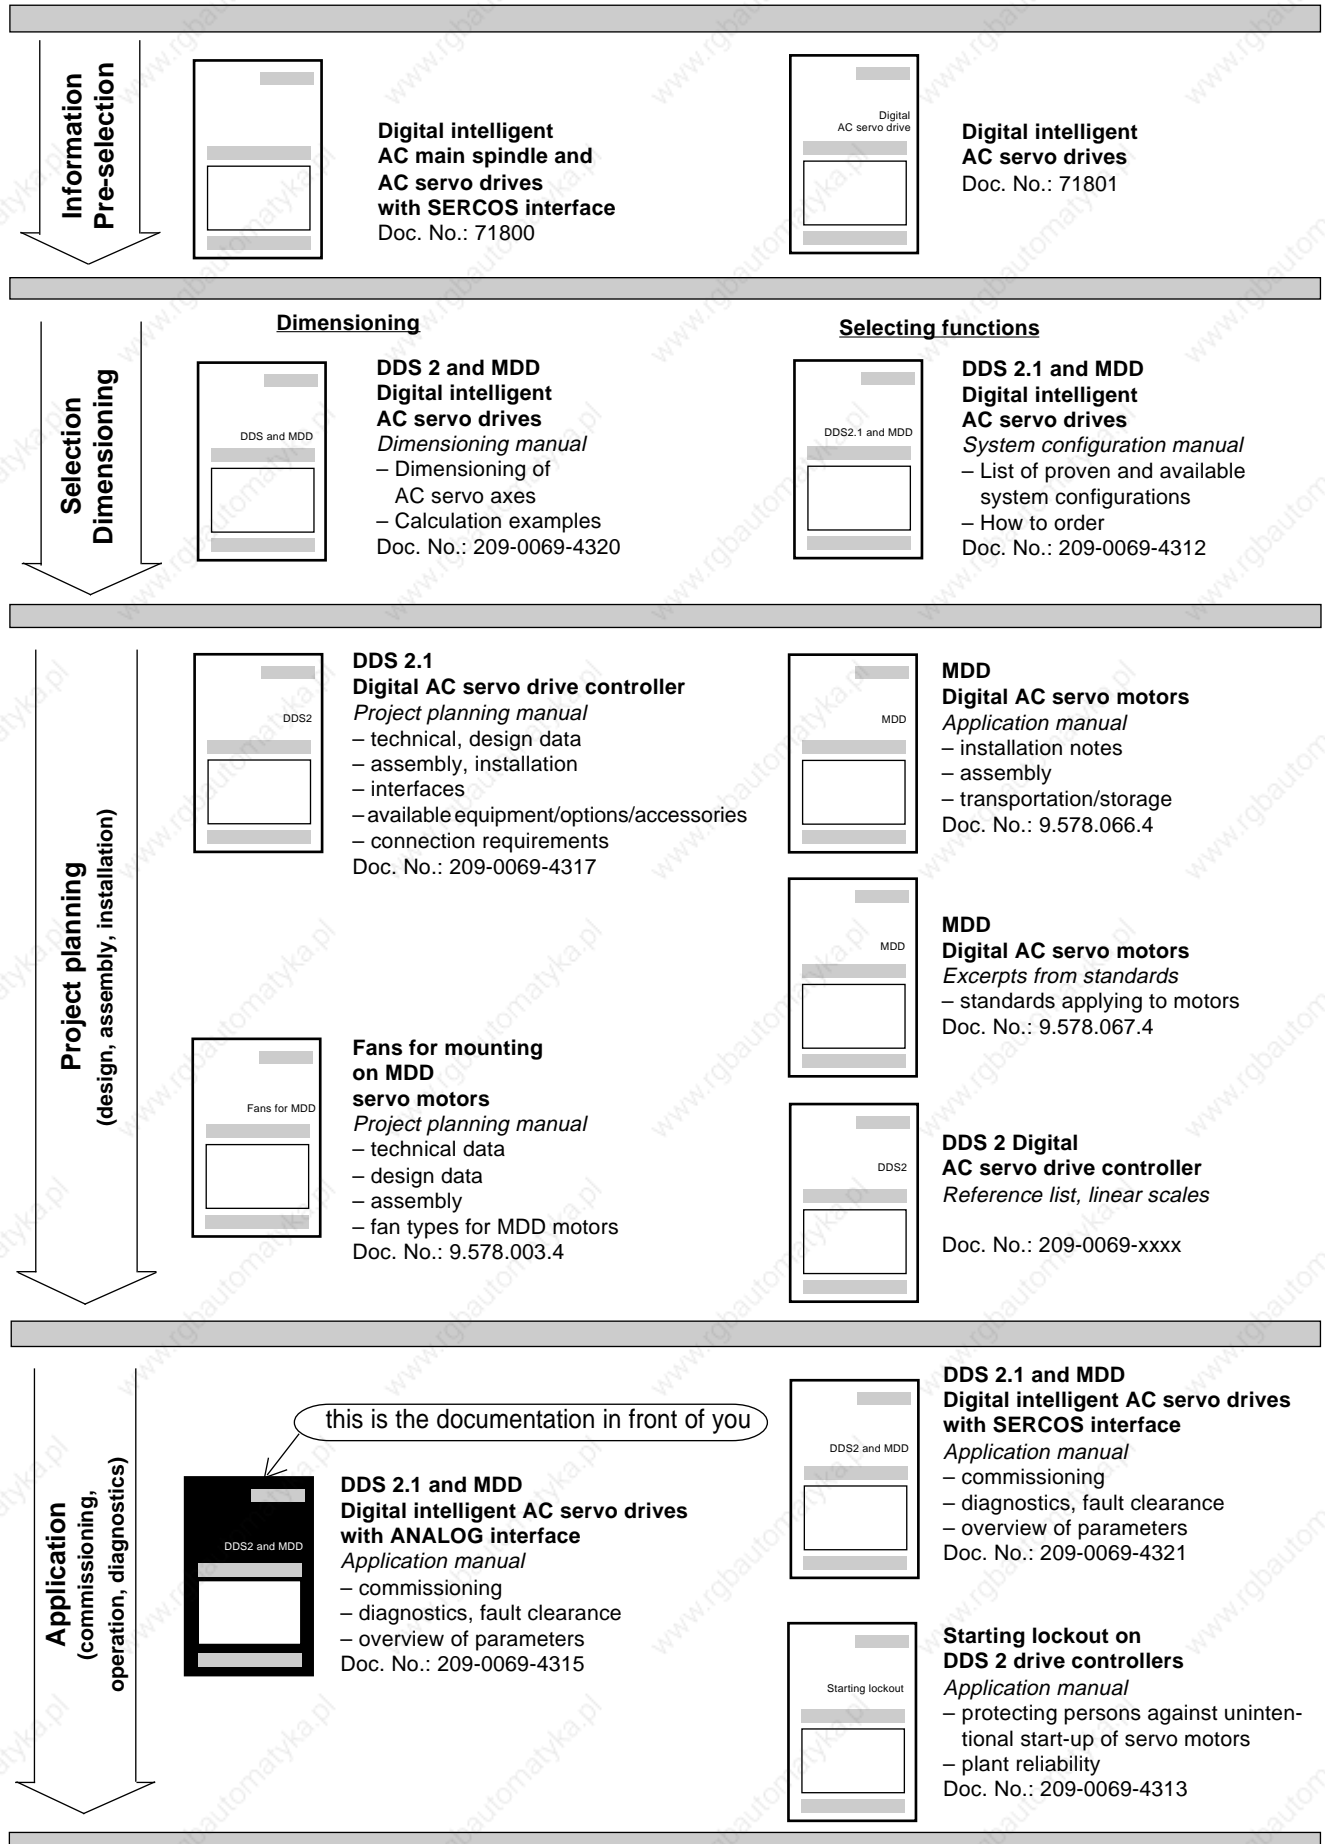 Information
Pre-selection
Digital intelligent
AC main spindle and
AC servo drives
with SERCOS interface
Doc. No.: 71800
Digital
AC servo drive
Digital intelligent
AC servo drives
Doc. No.: 71801
Selection
Dimensioning
Dimensioning
DDS and MDD
DDS 2 and MDD
Digital intelligent
AC servo drives
Dimensioning manual
– Dimensioning of
AC servo axes
– Calculation examples
Doc. No.: 209-0069-4320
Selecting functions
DDS2.1 and MDD
DDS 2.1 and MDD
Digital intelligent
AC servo drives
System configuration manual
– List of proven and available
system configurations
– How to order
Doc. No.: 209-0069-4312
Project planning
(design, assembly, installation)
DDS2
DDS 2.1
Digital AC servo drive controller
Project planning manual
– technical, design data
– assembly, installation
– interfaces
– available equipment/options/accessories
– connection requirements
Doc. No.: 209-0069-4317
MDD
MDD
Digital AC servo motors
Application manual
– installation notes
– assembly
– transportation/storage
Doc. No.: 9.578.066.4
MDD
MDD
Digital AC servo motors
Excerpts from standards
– standards applying to motors
Doc. No.: 9.578.067.4
Fans for MDD
Fans for mounting
on MDD
servo motors
Project planning manual
– technical data
– design data
– assembly
– fan types for MDD motors
Doc. No.: 9.578.003.4
DDS2
DDS 2 Digital
AC servo drive controller
Reference list, linear scales
Doc. No.: 209-0069-xxxx
Application
(commissioning,
operation, diagnostics)
this is the documentation in front of you
DDS2 and MDD
DDS 2.1 and MDD
Digital intelligent AC servo drives
with ANALOG interface
Application manual
– commissioning
– diagnostics, fault clearance
– overview of parameters
Doc. No.: 209-0069-4315
DDS2 and MDD
DDS 2.1 and MDD
Digital intelligent AC servo drives
with SERCOS interface
Application manual
– commissioning
– diagnostics, fault clearance
– overview of parameters
Doc. No.: 209-0069-4321
Starting lockout
Starting lockout on
DDS 2 drive controllers
Application manual
– protecting persons against uninten-
tional start-up of servo motors
– plant reliability
Doc. No.: 209-0069-4313
www.rgbautomatyka.pl